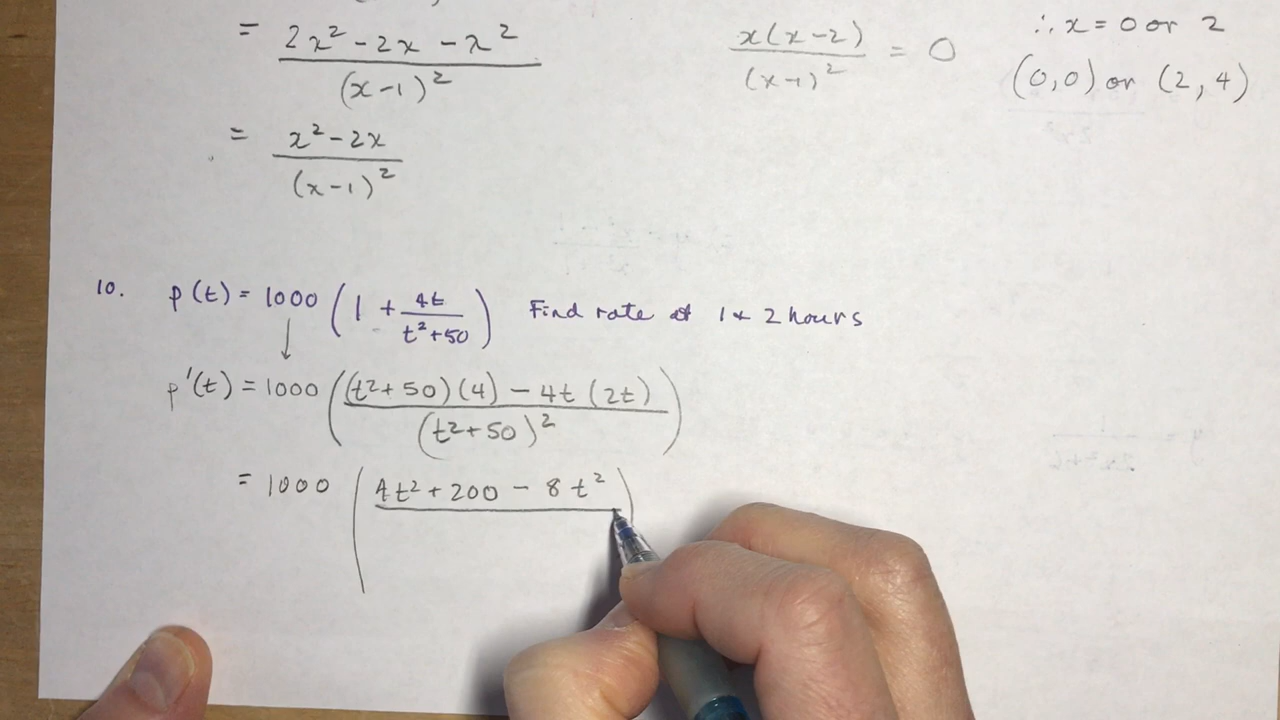 = 2x² - 2x - x² / (x-1)²
x(x-2) / (x-1)² = 0
∴ x = 0 or 2
(0,0) or (2,4)
= x² - 2x / (x-1)²
10. p(t) = 1000 (1 + 4t / t²+50) Find rate at 1 & 2 hours
↓
p'(t) = 1000 ((t²+50)(4) - 4t(2t) / (t²+50)²)
= 1000 (4t² + 200 - 8t²)